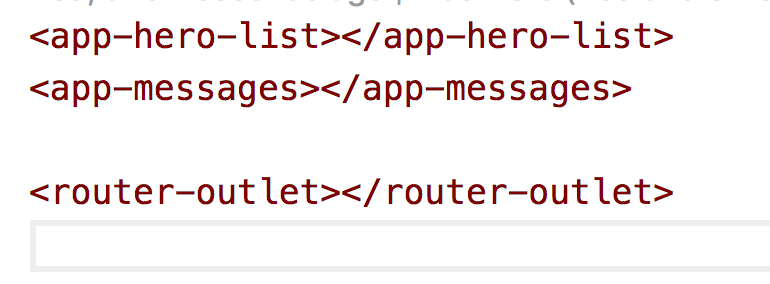 <app-hero-list></app-hero-list>
<app-messages></app-messages>
<router-outlet></router-outlet>